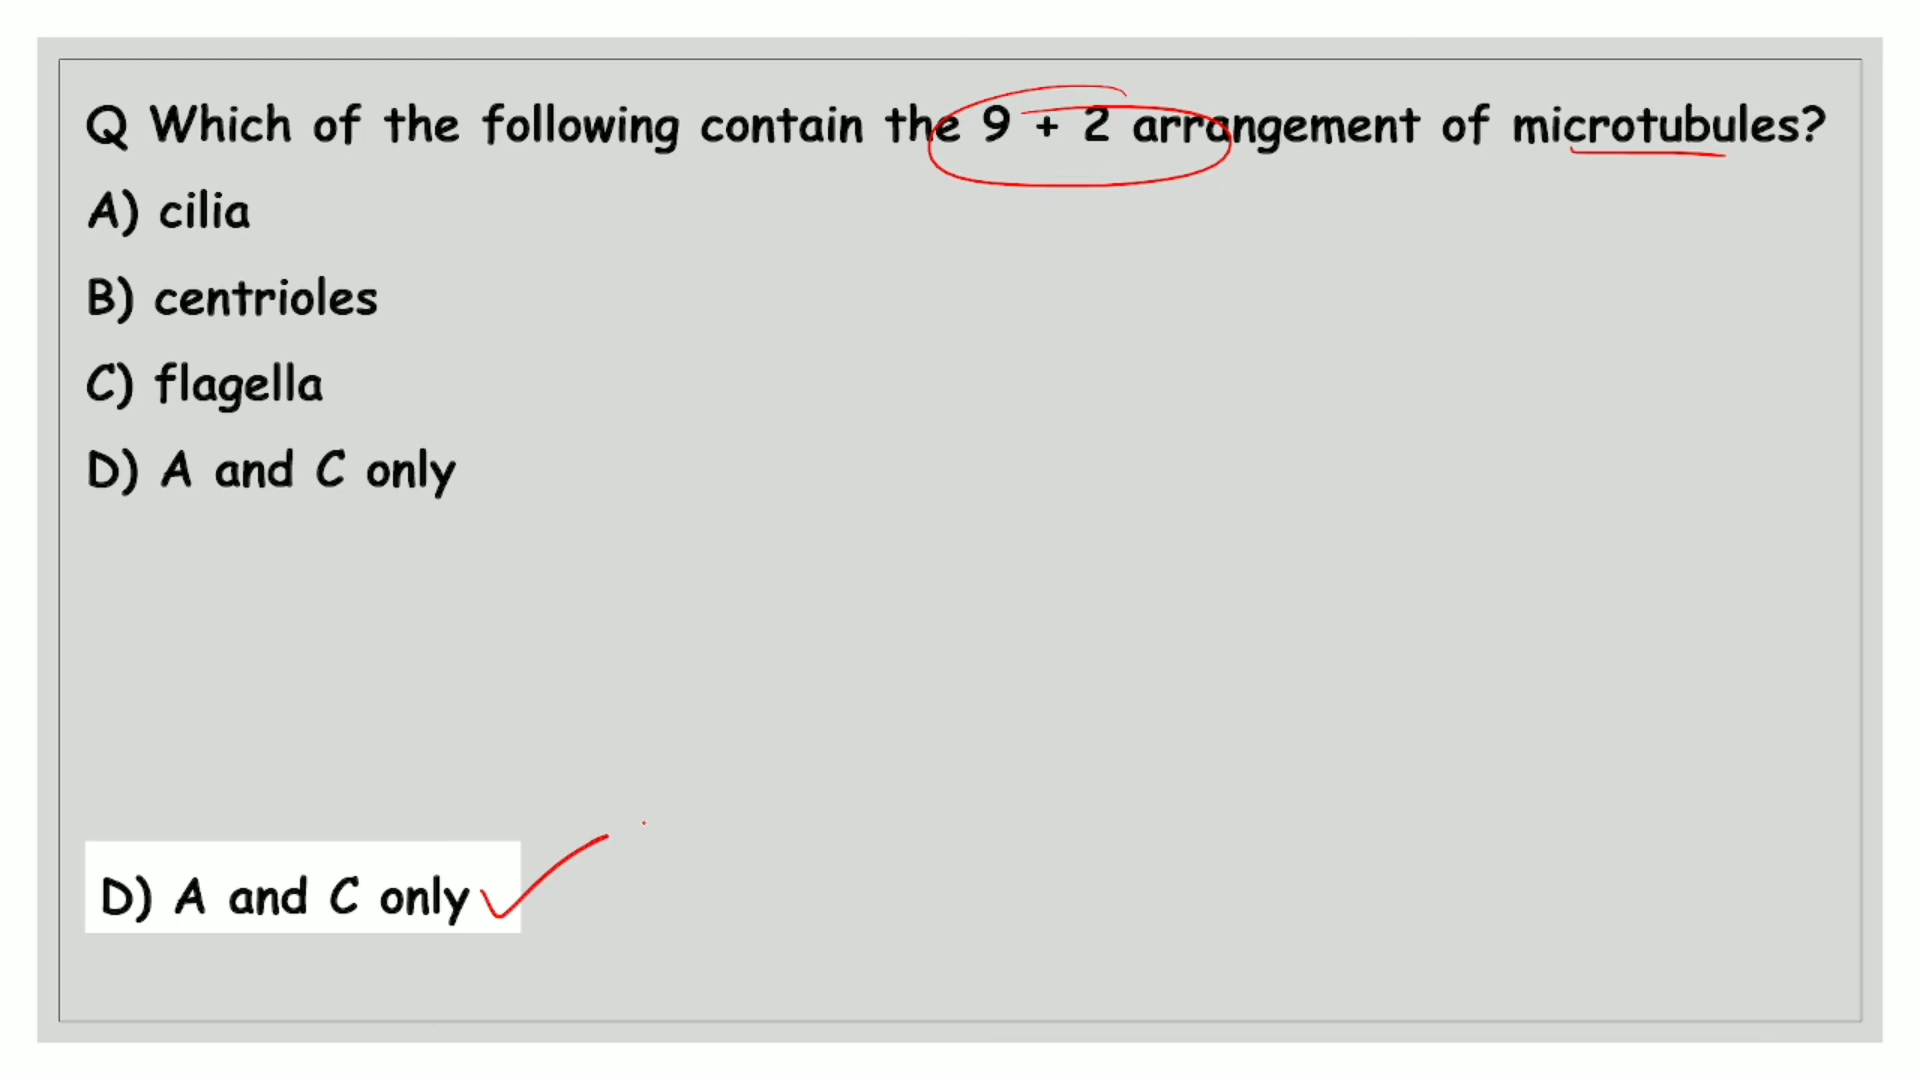 Q Which of the following contain the 9 + 2 arrangement of microtubules?
A) cilia
B) centrioles
C) flagella
D) A and C only
D) A and C only